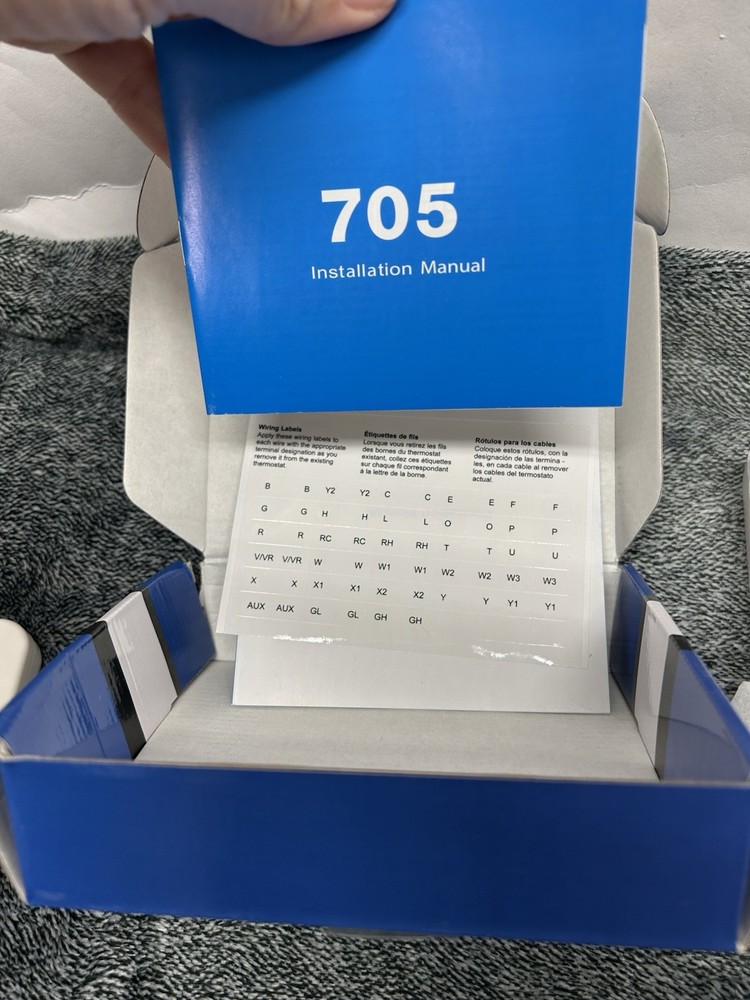 705
Installation Manual
Wiring Labels
Apply these wiring labels to
each wire with the appropriate
terminal designation as you
remove it from the existing
thermostat.
Étiquettes de fils
Lorsque vous retirez les fils
des bornes du thermostat
existant, collez ces étiquettes
sur chaque fil correspondant
à la lettre de la borne.
Rótulos para los cables
Coloque estos rótulos, con la
designación de las termina -
les, en cada cable al remover
los cables del termostato
actual.
B B Y2 Y2 C C E E F F
G G H H L L O O P P
R R RC RC RH RH T T U U
V/VR V/VR W W W1 W1 W2 W2 W3 W3
X X X1 X1 X2 X2 Y Y Y1 Y1
AUX AUX GL GL GH GH